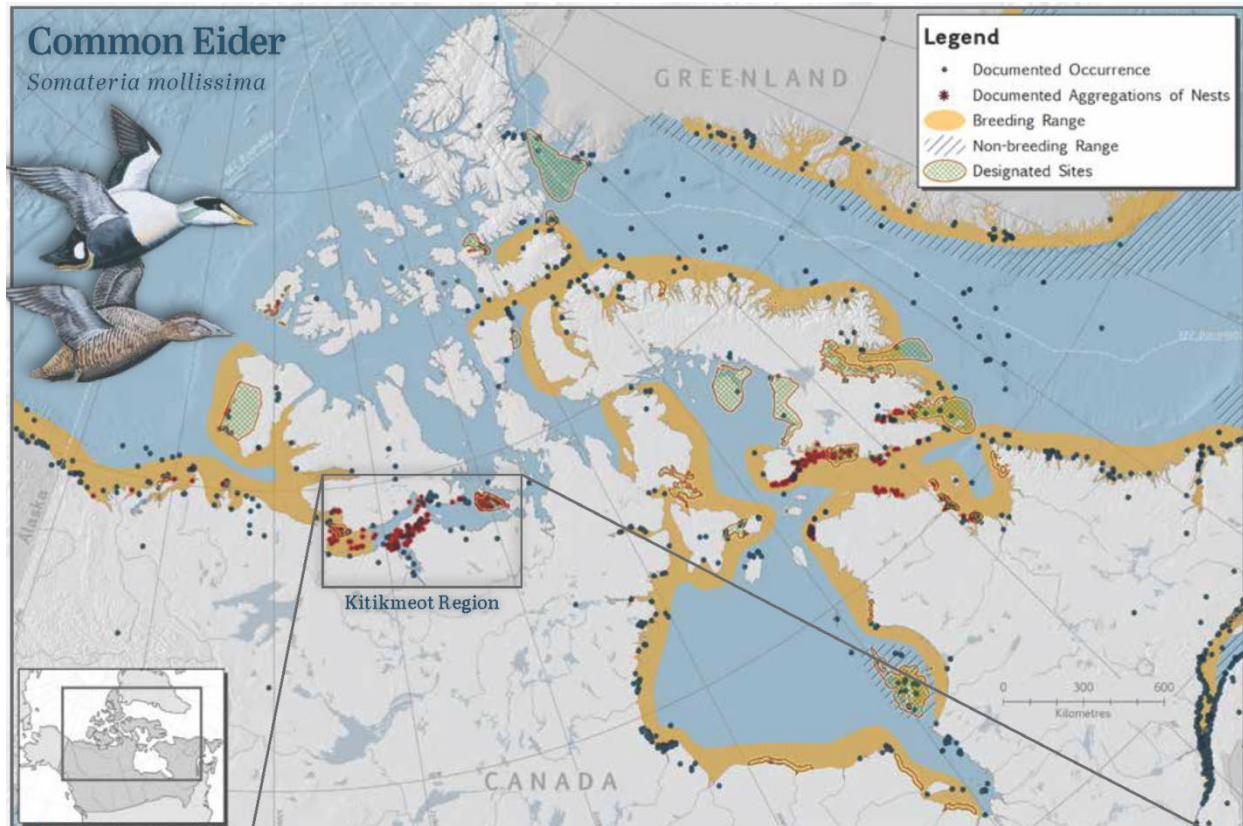 Common Eider
Somateria mollissima
GREENLAND
Legend
Documented Occurrence
Documented Aggregations of Nests
Breeding Range
Non-breeding Range
Designated Sites
Alaska
Kitikmeot Region
0 300 600
Kilometres
CANADA